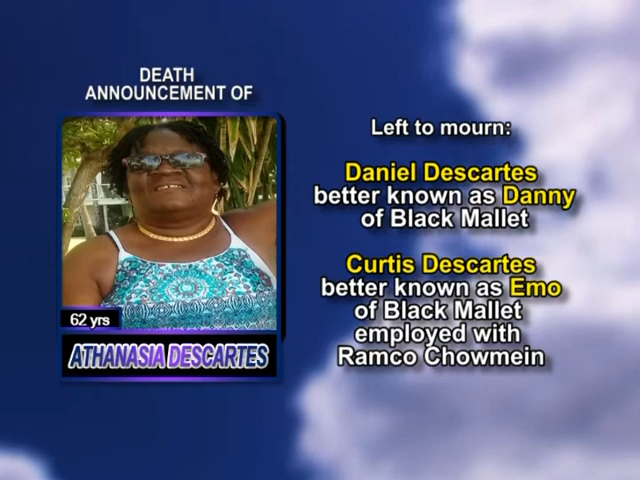 DEATH
ANNOUNCEMENT OF
62 yrs
ATHANASIA DESCARTES
Left to mourn:
Daniel Descartes
better known as Danny
of Black Mallet
Curtis Descartes
better known as Emo
of Black Mallet
employed with
Ramco Chowmein